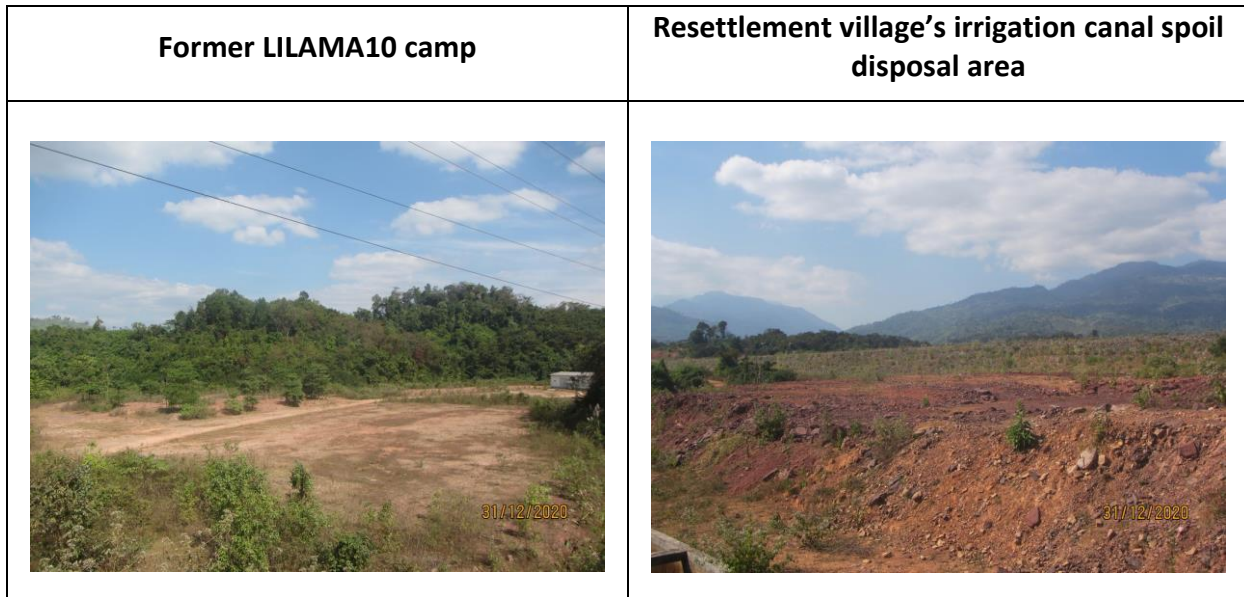 Former LILAMA10 camp
Resettlement village's irrigation canal spoil
disposal area
31/12/2020
31/12/2020